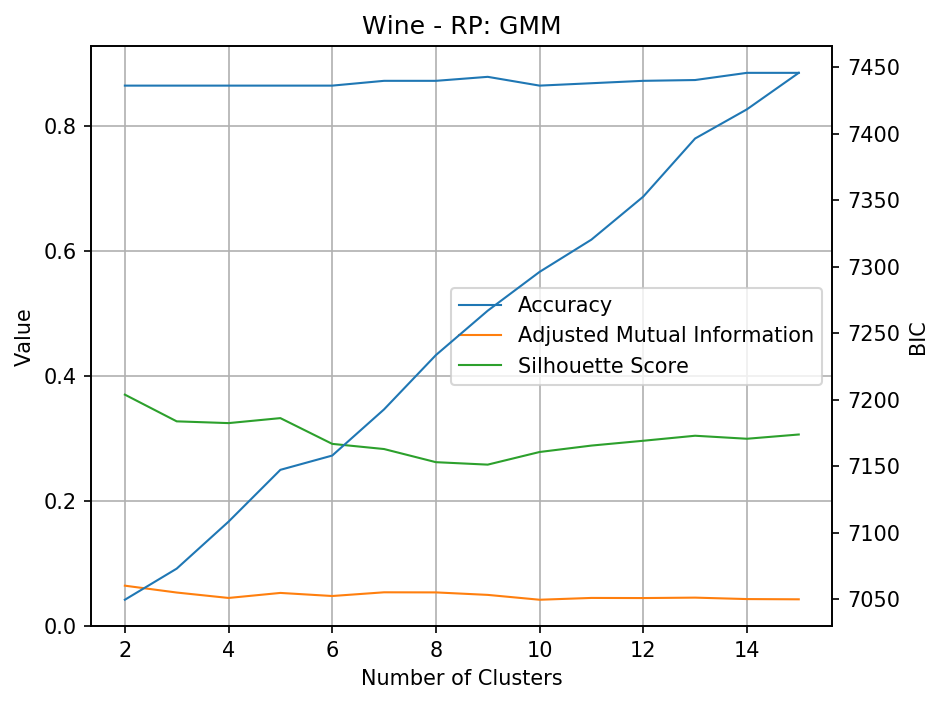 Wine - RP: GMM
Value
0.8
0.6
0.4
0.2
0.0
7450
7400
7350
7300
7250
7200
7150
7100
7050
BIC
Accuracy
Adjusted Mutual Information
Silhouette Score
2 4 6 8 10 12 14
Number of Clusters